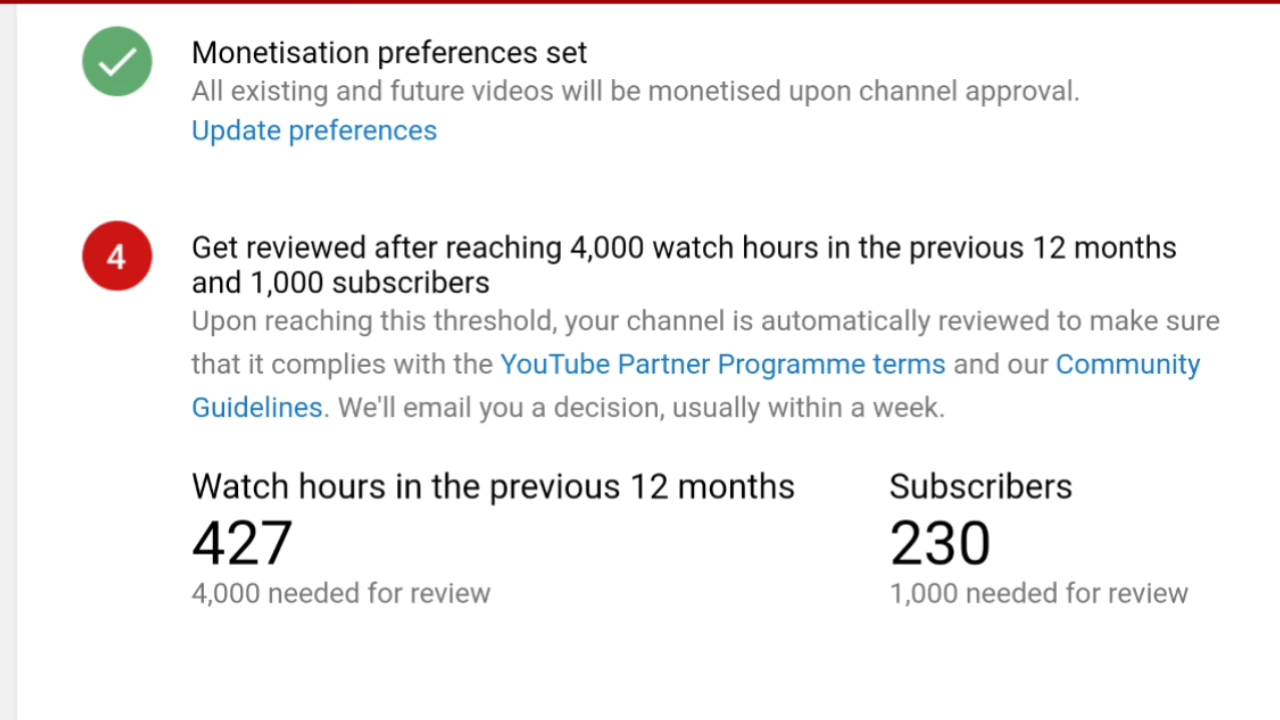 Monetisation preferences set
All existing and future videos will be monetised upon channel approval.
Update preferences
4
Get reviewed after reaching 4,000 watch hours in the previous 12 months
and 1,000 subscribers
Upon reaching this threshold, your channel is automatically reviewed to make sure
that it complies with the YouTube Partner Programme terms and our Community
Guidelines. We'll email you a decision, usually within a week.
Watch hours in the previous 12 months
427
4,000 needed for review
Subscribers
230
1,000 needed for review